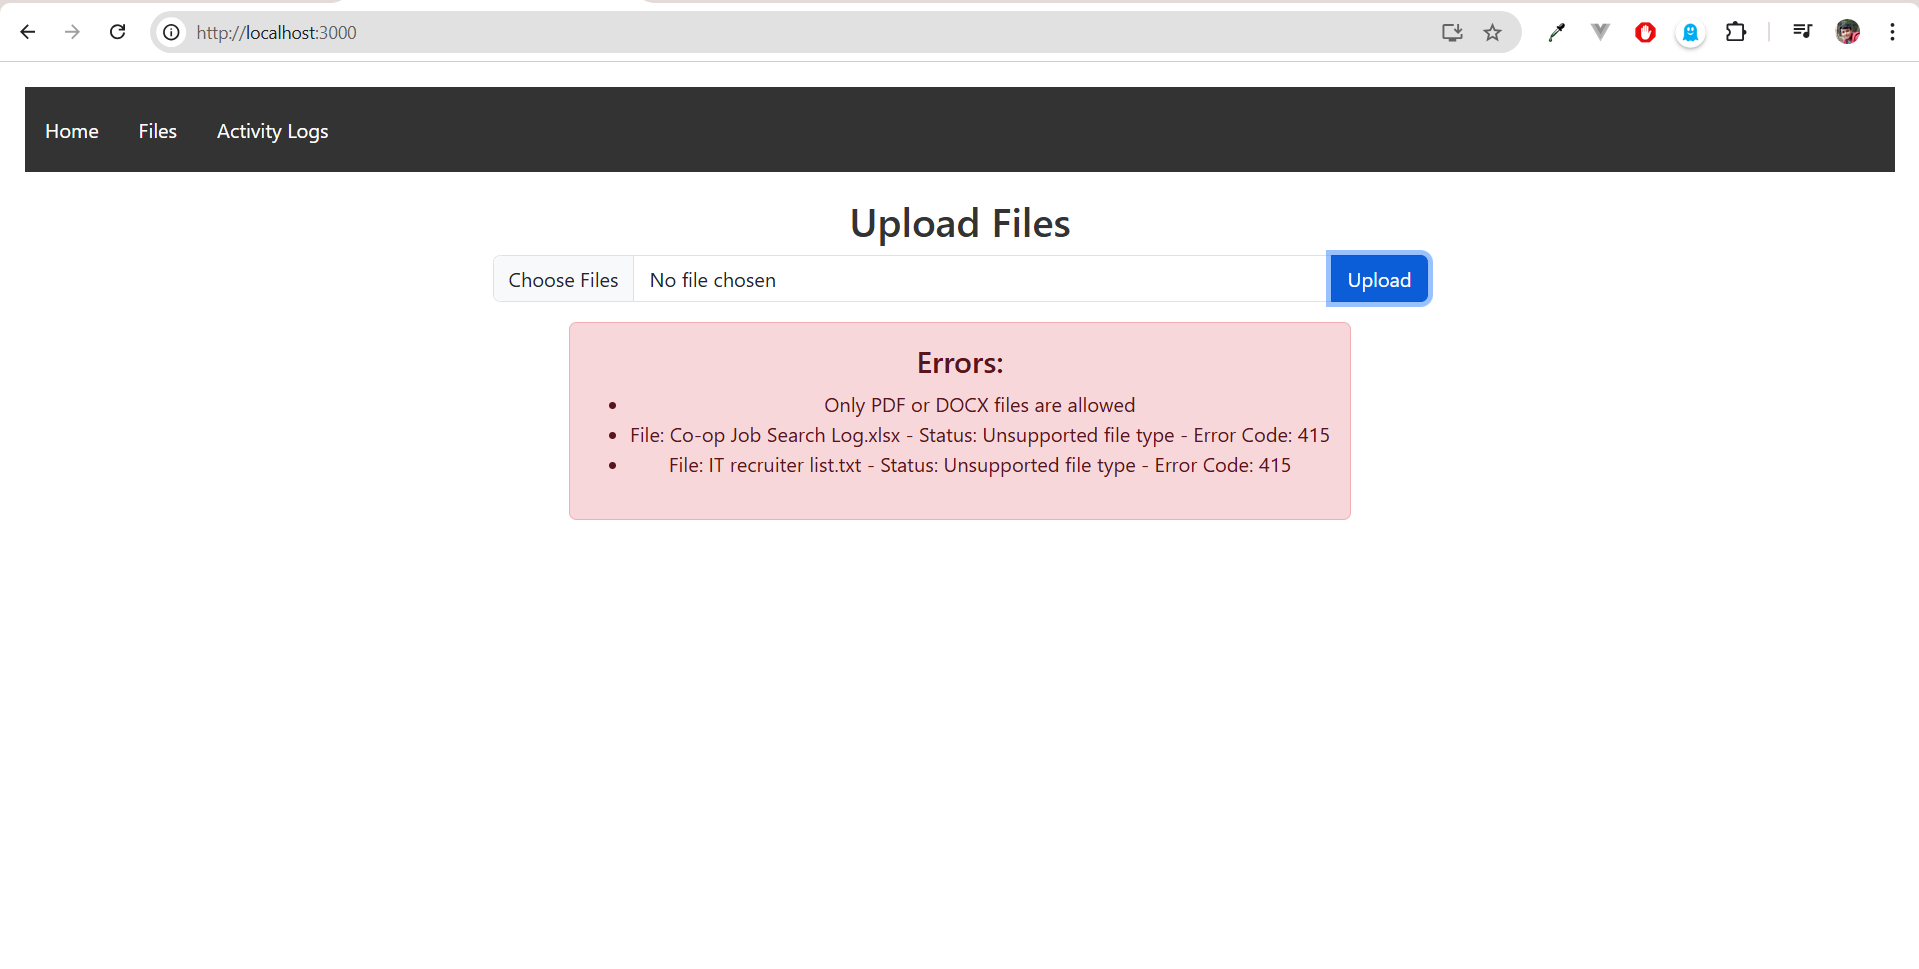 http://localhost:3000
Home Files Activity Logs
Upload Files
Choose Files No file chosen Upload
Errors:
Only PDF or DOCX files are allowed
File: Co-op Job Search Log.xlsx - Status: Unsupported file type - Error Code: 415
File: IT recruiter list.txt - Status: Unsupported file type - Error Code: 415